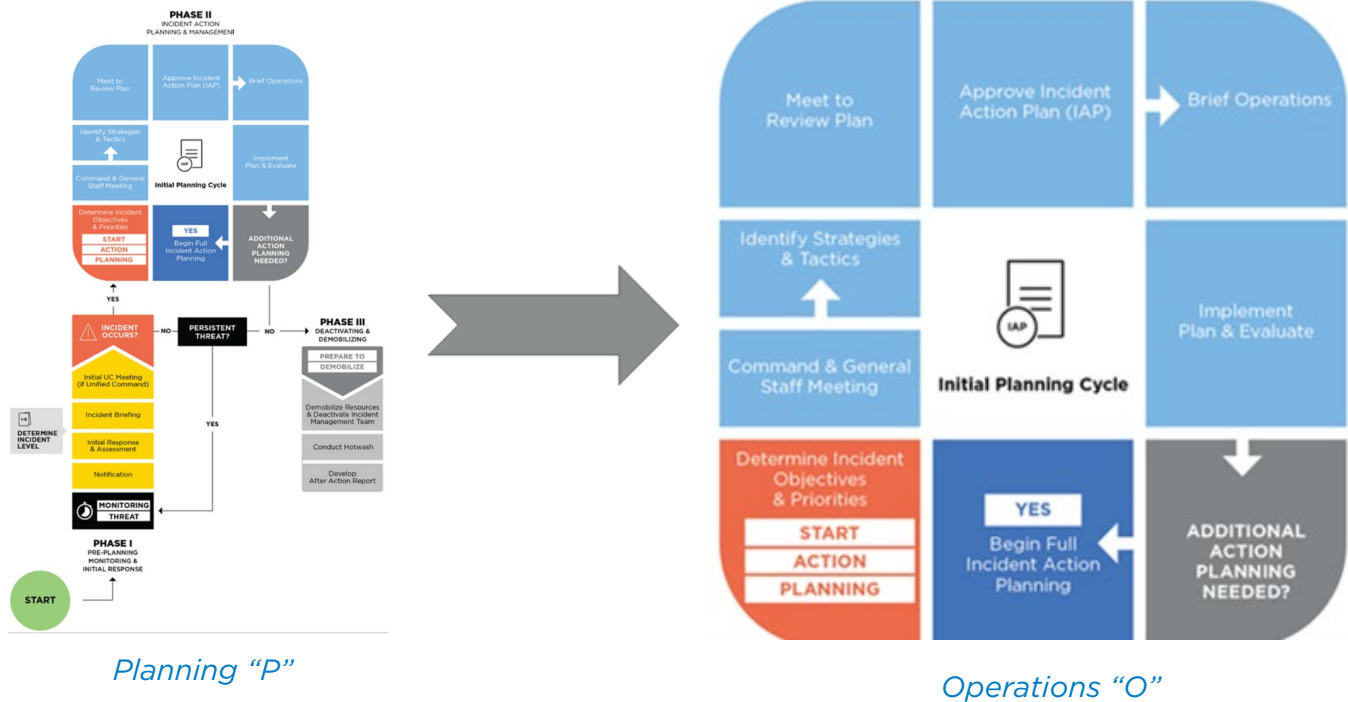 PHASE II
INCIDENT ACTION
PLANNING & MANAGEMENT
Meet to
Review Plan
Approve Incident
Action Plan (IAP)
Brief Operations
Identify Strategies
& Tactics
Command & General
Staff Meeting
IAP
Initial Planning Cycle
Implement
Plan & Evaluate
Determine Incident
Objectives
& Priorities
START
ACTION
PLANNING
YES
Begin Full
Incident Action
Planning
ADDITIONAL
ACTION
PLANNING
NEEDED?
YES
INCIDENT
OCCURS?
NO
PERSISTENT
THREAT?
NO
YES
PHASE III
DEACTIVATING &
DEMOBILIZING
PREPARE TO
DEMOBILIZE
Demobilize Resources
& Deactivate Incident
Management Team
Conduct Hotwash
Develop
After Action Report
Initial UC Meeting
(if Unified Command)
Incident Briefing
Initial Response
& Assessment
Notification
DETERMINE
INCIDENT
LEVEL
MONITORING
THREAT
PHASE I
PRE-PLANNING
MONITORING &
INITIAL RESPONSE
START
Planning “P”
Meet to
Review Plan
Approve Incident
Action Plan (IAP)
Brief Operations
Identify Strategies
& Tactics
Command & General
Staff Meeting
IAP
Initial Planning Cycle
Implement
Plan & Evaluate
Determine Incident
Objectives
& Priorities
START
ACTION
PLANNING
YES
Begin Full
Incident Action
Planning
ADDITIONAL
ACTION
PLANNING
NEEDED?
Operations “O”